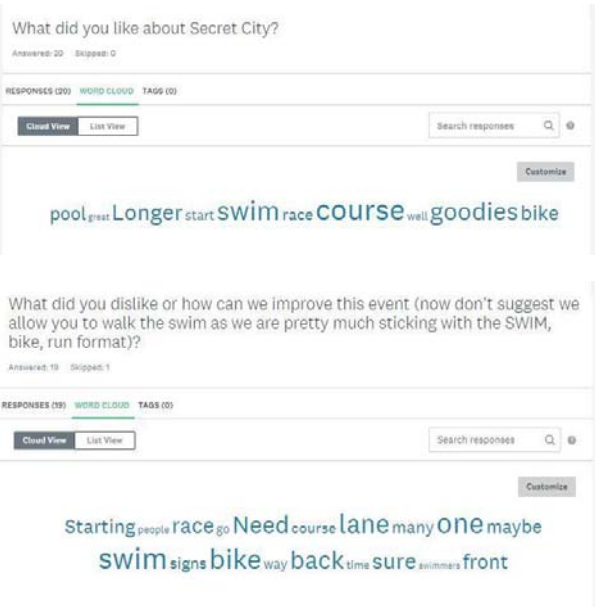 What did you like about Secret City?
Answered: 20 Skipped: 0
RESPONSES (20) WORD CLOUD TAGS (0)
Cloud View List View Search responses
Customize
pool great Longer start swim race course well goodies bike
What did you dislike or how can we improve this event (now don't suggest we
allow you to walk the swim as we are pretty much sticking with the SWIM,
bike, run format)?
Answered: 19 Skipped: 1
RESPONSES (19) WORD CLOUD TAGS (0)
Cloud View List View Search responses
Customize
Starting people race go Need course lane many one maybe
swim signs bike way back time sure swimmers front